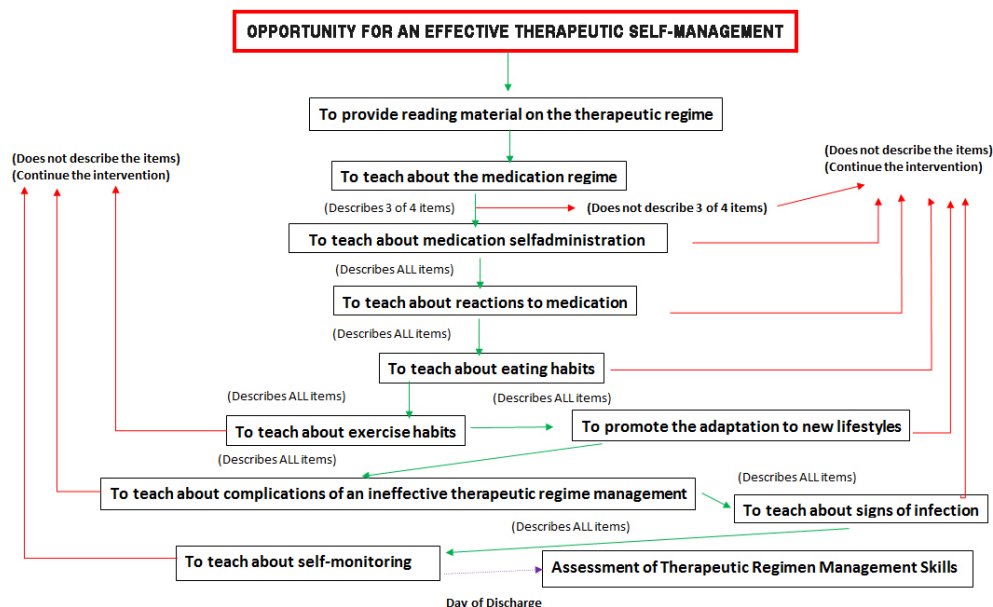 OPPORTUNITY FOR AN EFFECTIVE THERAPEUTIC SELF-MANAGEMENT
To provide reading material on the therapeutic regime
(Does not describe the items)
(Continue the intervention)
(Does not describe the items)
(Continue the intervention)
To teach about the medication regime
(Describes 3 of 4 items)
(Does not describe 3 of 4 items)
To teach about medication selfadministration
(Describes ALL items)
To teach about reactions to medication
(Describes ALL items)
To teach about eating habits
(Describes ALL items)
(Describes ALL items)
To teach about exercise habits
To promote the adaptation to new lifestyles
(Describes ALL items)
To teach about complications of an ineffective therapeutic regime management
(Describes ALL items)
To teach about signs of infection
(Describes ALL items)
To teach about self-monitoring
Assessment of Therapeutic Regimen Management Skills
Day of Discharge